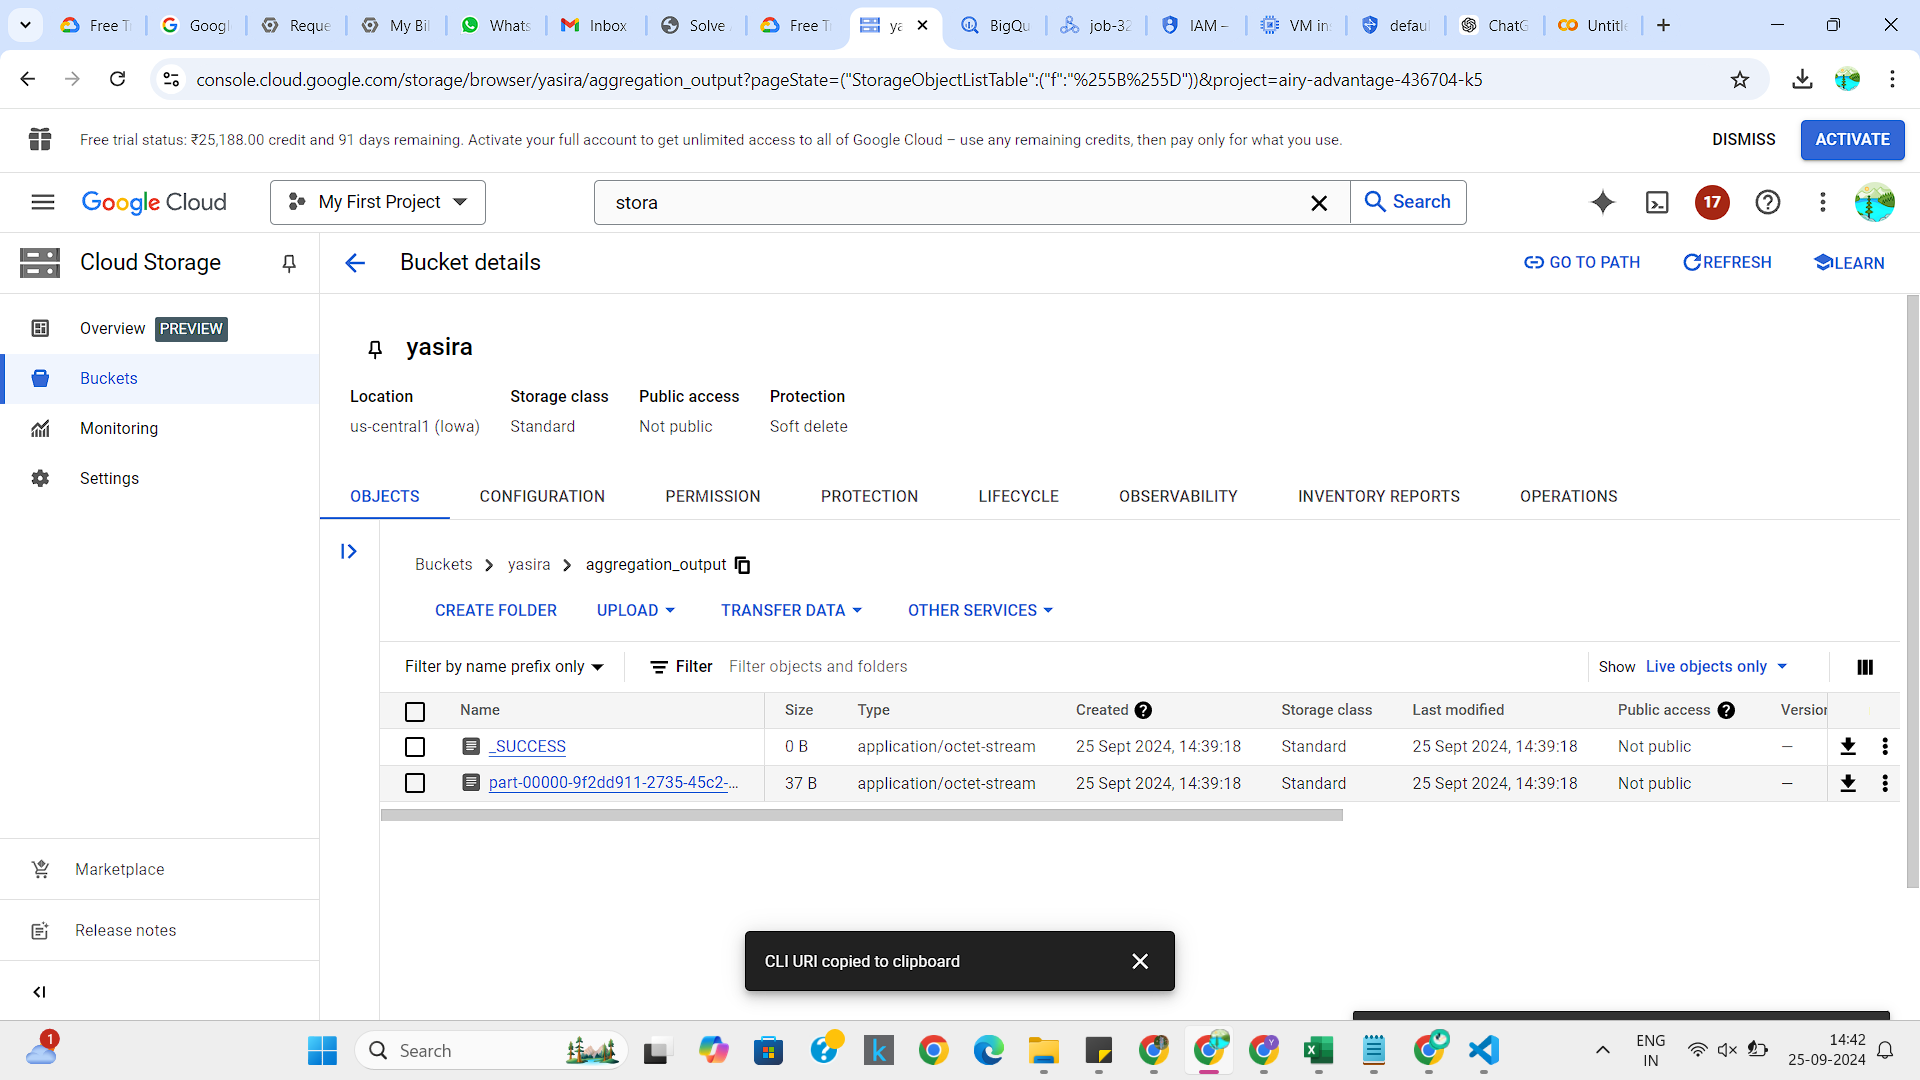 Free Tr
Googl
Reque
My Bil
Whats
Inbox
Solve
Free Tr
ya
BigQu
job-32
IAM –
VM in
defau
ChatG
Untitle
console.cloud.google.com/storage/browser/yasira/aggregation_output?pageState=("StorageObjectListTable":("f":"%255B%255D"))&project=airy-advantage-436704-k5
Free trial status: ₹25,188.00 credit and 91 days remaining. Activate your full account to get unlimited access to all of Google Cloud – use any remaining credits, then pay only for what you use.
DISMISS
ACTIVATE
Google Cloud
My First Project
stora
Search
17
Cloud Storage
Bucket details
GO TO PATH
REFRESH
LEARN
Overview PREVIEW
Buckets
Monitoring
Settings
Marketplace
Release notes
yasira
Location Storage class Public access Protection
us-central1 (Iowa) Standard Not public Soft delete
OBJECTS CONFIGURATION PERMISSION PROTECTION LIFECYCLE OBSERVABILITY INVENTORY REPORTS OPERATIONS
Buckets > yasira > aggregation_output
CREATE FOLDER UPLOAD TRANSFER DATA OTHER SERVICES
Filter by name prefix only Filter Filter objects and folders Show Live objects only
Name Size Type Created Storage class Last modified Public access Version
_SUCCESS 0 B application/octet-stream 25 Sept 2024, 14:39:18 Standard 25 Sept 2024, 14:39:18 Not public —
part-00000-9f2dd911-2735-45c2-... 37 B application/octet-stream 25 Sept 2024, 14:39:18 Standard 25 Sept 2024, 14:39:18 Not public —
CLI URI copied to clipboard
1
Search
ENG
IN
14:42
25-09-2024